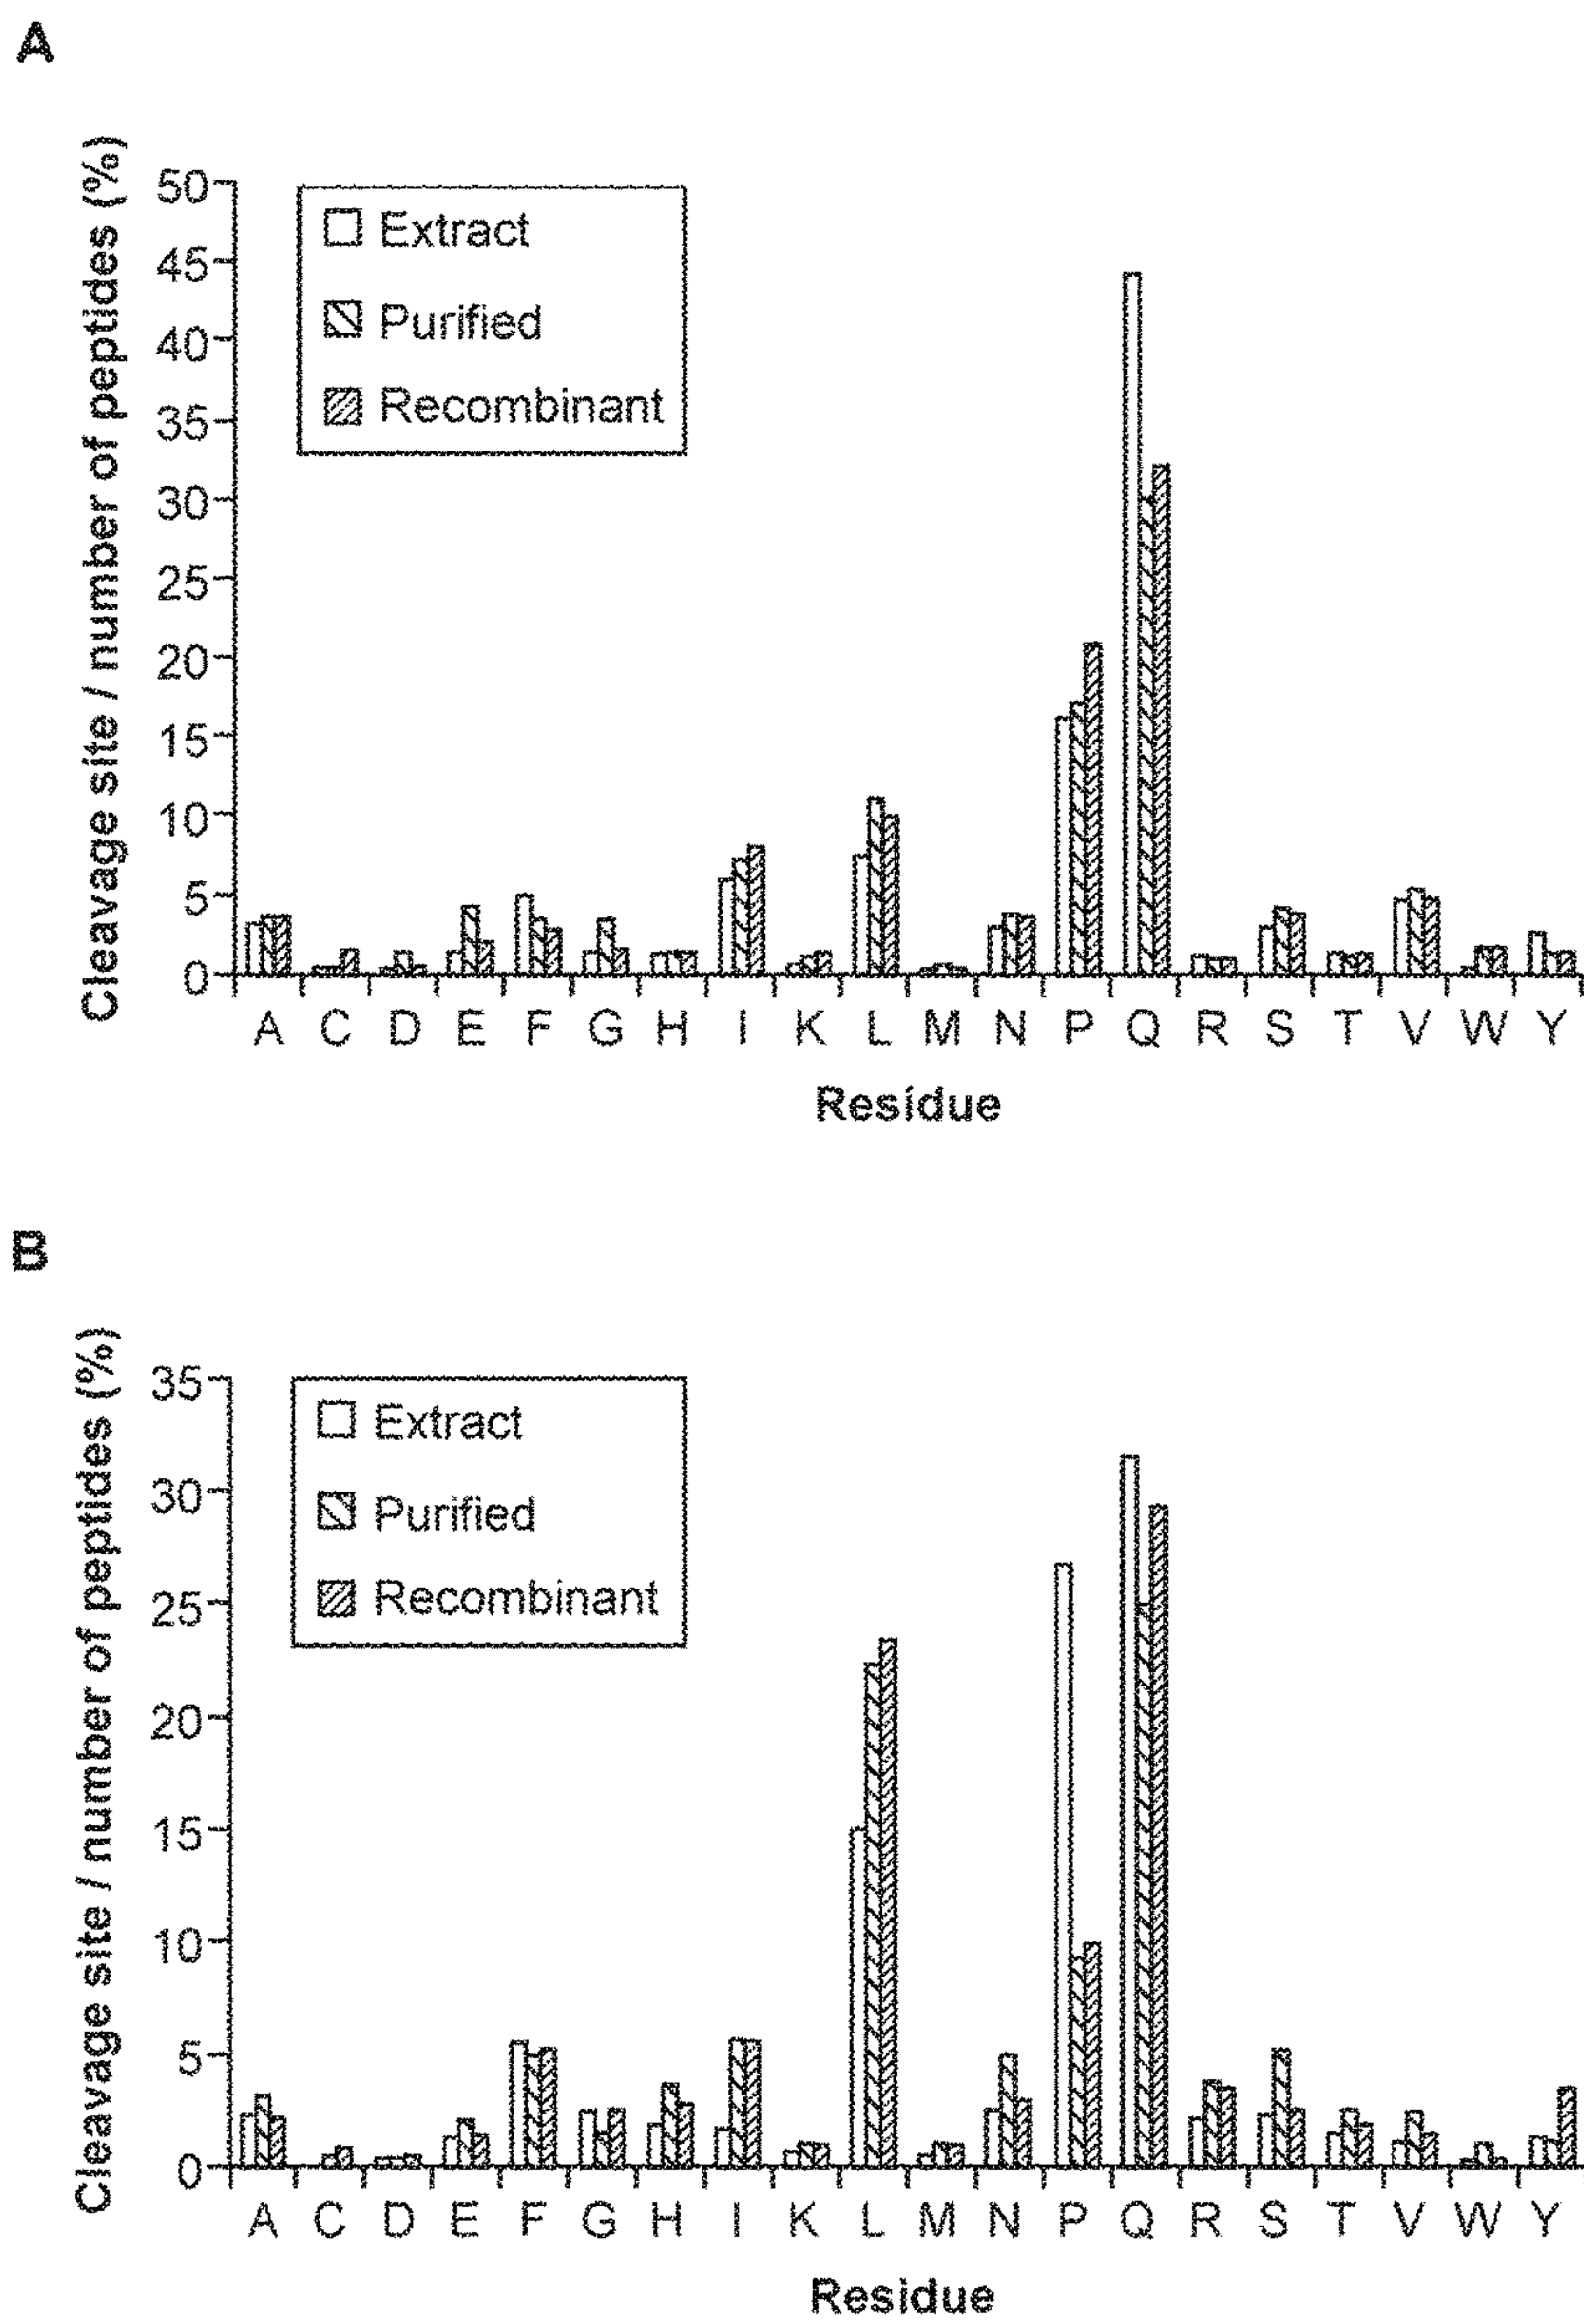 A
Cleavage site / number of peptides (%)
50
45
40
35
30
25
20
15
10
5
0
Extract
Purified
Recombinant
A C D E F G H I K L M N P Q R S T V W Y
Residue
B
Cleavage site / number of peptides (%)
35
30
25
20
15
10
5
0
Extract
Purified
Recombinant
A C D E F G H I K L M N P Q R S T V W Y
Residue